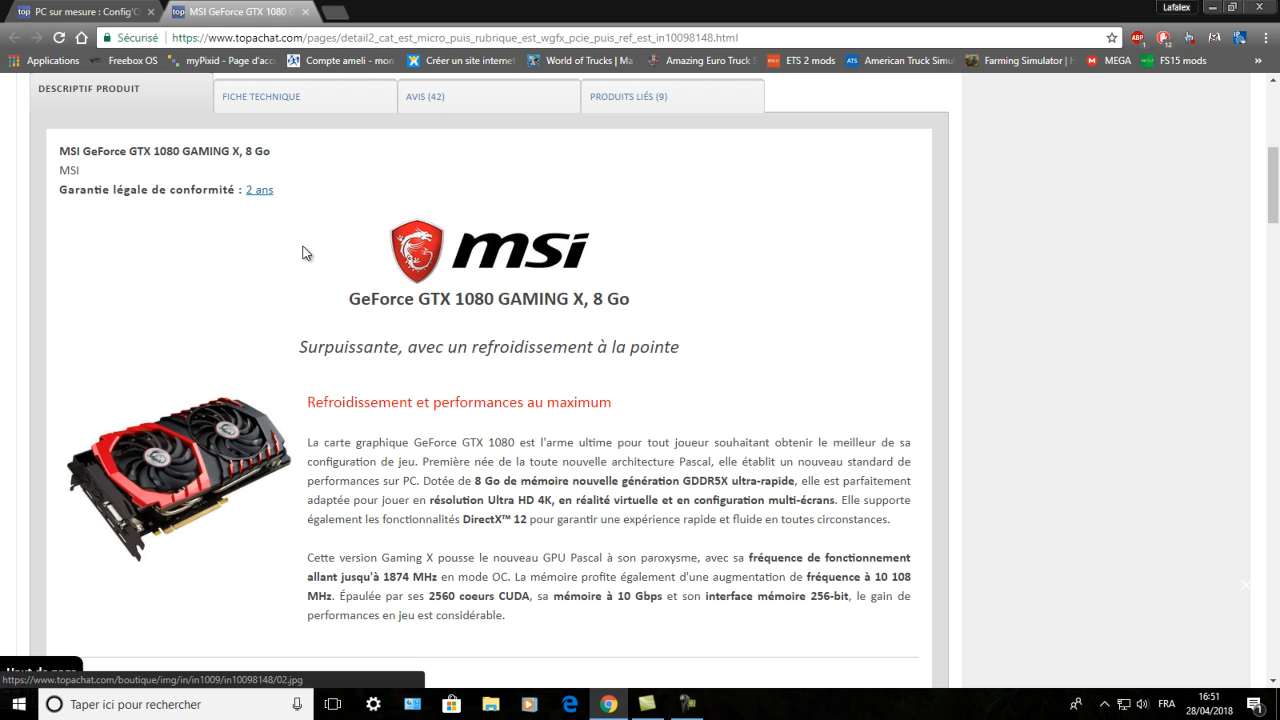 PC sur mesure : Config'C
MSI GeForce GTX 1080 G
Lafalex
Sécurisé
https://www.topachat.com/pages/detail2_cat_est_micro_puis_rubrique_est_wgfx_pcie_puis_ref_est_in10098148.html
Applications
Freebox OS
myPixid - Page d'acc
Compte ameli - mon
Créer un site internet
World of Trucks | Ma
Amazing Euro Truck S
ETS 2 mods
American Truck Simul
Farming Simulator | H
MEGA
FS15 mods
»
DESCRIPTIF PRODUIT
FICHE TECHNIQUE
AVIS (42)
PRODUITS LIÉS (9)
MSI GeForce GTX 1080 GAMING X, 8 Go
MSI
Garantie légale de conformité : 2 ans
msi
GeForce GTX 1080 GAMING X, 8 Go
Surpuissante, avec un refroidissement à la pointe
Refroidissement et performances au maximum
La carte graphique GeForce GTX 1080 est l'arme ultime pour tout joueur souhaitant obtenir le meilleur de sa
configuration de jeu. Première née de la toute nouvelle architecture Pascal, elle établit un nouveau standard de
performances sur PC. Dotée de 8 Go de mémoire nouvelle génération GDDR5X ultra-rapide, elle est parfaitement
adaptée pour jouer en résolution Ultra HD 4K, en réalité virtuelle et en configuration multi-écrans. Elle supporte
également les fonctionnalités DirectX™ 12 pour garantir une expérience rapide et fluide en toutes circonstances.
Cette version Gaming X pousse le nouveau GPU Pascal à son paroxysme, avec sa fréquence de fonctionnement
allant jusqu'à 1874 MHz en mode OC. La mémoire profite également d'une augmentation de fréquence à 10 108
MHz. Épaulée par ses 2560 coeurs CUDA, sa mémoire à 10 Gbps et son interface mémoire 256-bit, le gain de
performances en jeu est considérable.
Haut de page
https://www.topachat.com/boutique/img/in/in1009/in10098148/02.jpg
Taper ici pour rechercher
FRA
16:51
28/04/2018